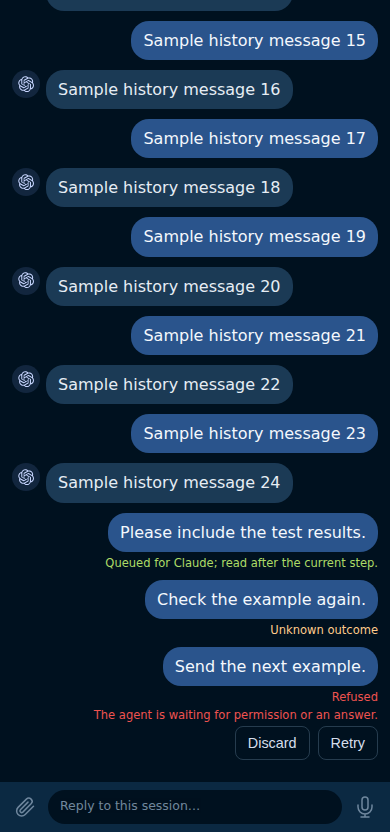 Sample history message 15
Sample history message 16
Sample history message 17
Sample history message 18
Sample history message 19
Sample history message 20
Sample history message 21
Sample history message 22
Sample history message 23
Sample history message 24
Please include the test results.
Queued for Claude; read after the current step.
Check the example again.
Unknown outcome
Send the next example.
Refused
The agent is waiting for permission or an answer.
Discard Retry
Reply to this session...